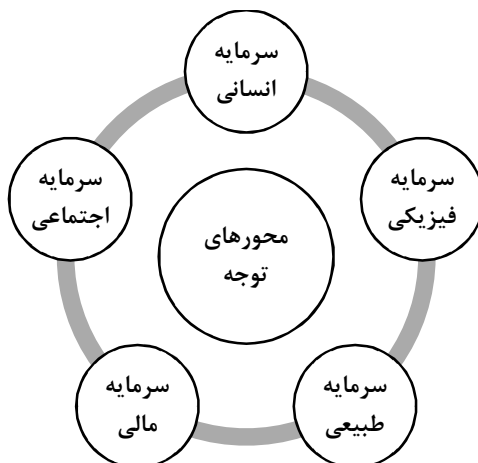 سرمایه
انسانی
سرمایه
فیزیکی
سرمایه
اجتماعی
محورهای
توجه
سرمایه
طبیعی
سرمایه
مالی